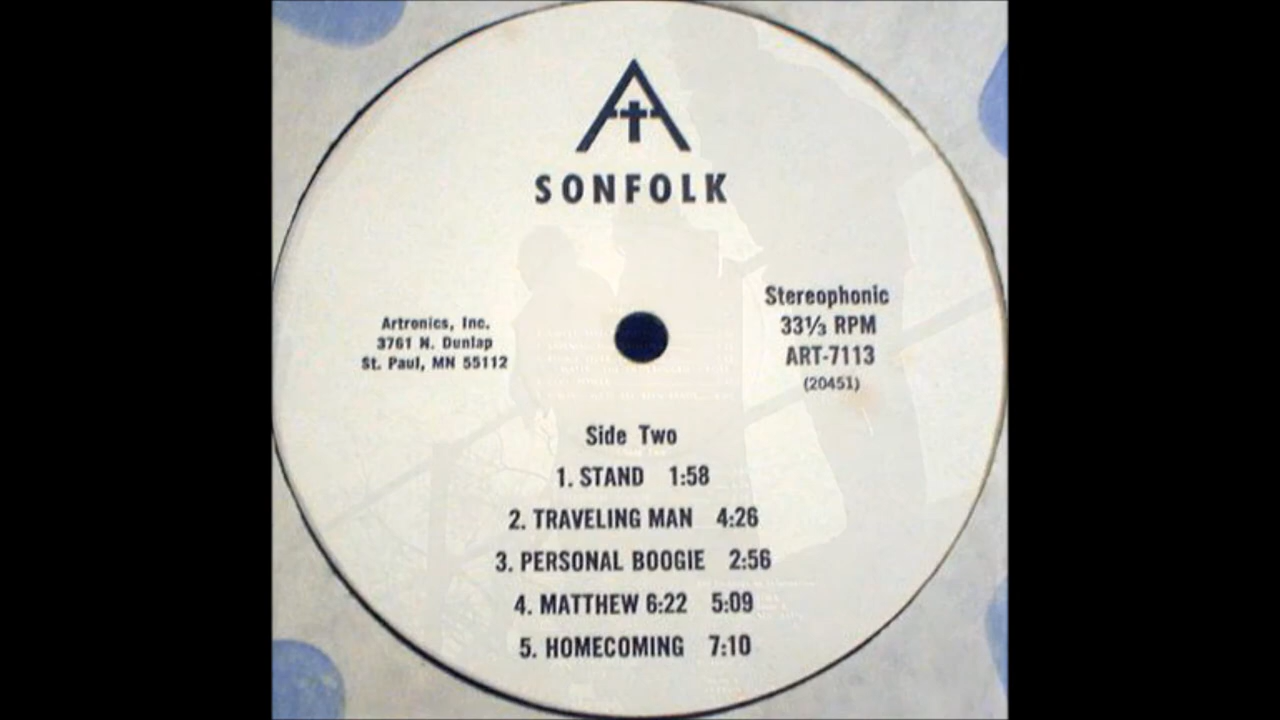 SONFOLK
Artronics, Inc.
3761 N. Dunlap
St. Paul, MN 55112
Stereophonic
33⅓ RPM
ART-7113
(20451)
Side Two
1. STAND 1:58
2. TRAVELING MAN 4:26
3. PERSONAL BOOGIE 2:56
4. MATTHEW 6:22 5:09
5. HOMECOMING 7:10